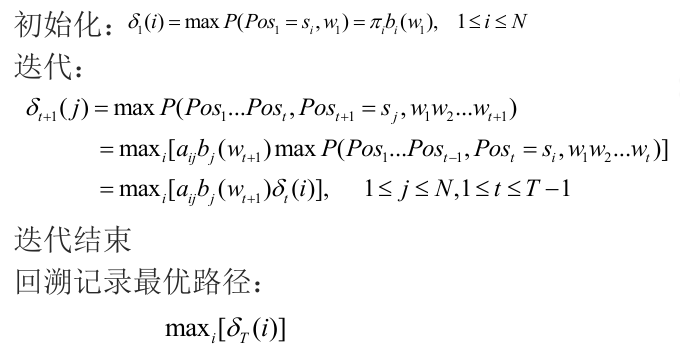 初始化：δ₁(i) = max P(Pos₁ = sᵢ, w₁) = πᵢbᵢ(w₁), 1 ≤ i ≤ N
迭代：
δₜ₊₁(j) = max P(Pos₁...Posₜ, Posₜ₊₁ = sⱼ, w₁w₂...wₜ₊₁)
= maxᵢ[aᵢⱼbⱼ(wₜ₊₁) max P(Pos₁...Posₜ₋₁, Posₜ = sᵢ, w₁w₂...wₜ)]
= maxᵢ[aᵢⱼbⱼ(wₜ₊₁)δₜ(i)], 1 ≤ j ≤ N, 1 ≤ t ≤ T − 1
迭代结束
回溯记录最优路径：
maxᵢ[δ_T(i)]